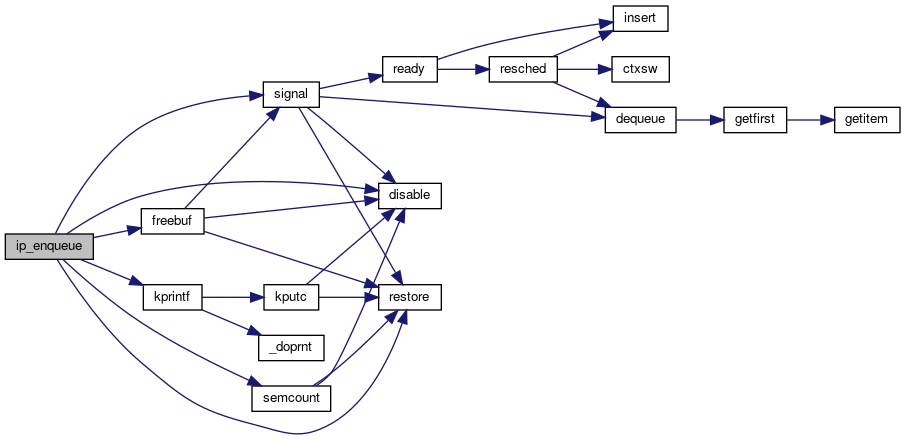 insert
ready
resched
ctxsw
signal
dequeue
getfirst
getitem
disable
freebuf
ip_enqueue
kprintf
kputc
restore
_doprnt
semcount